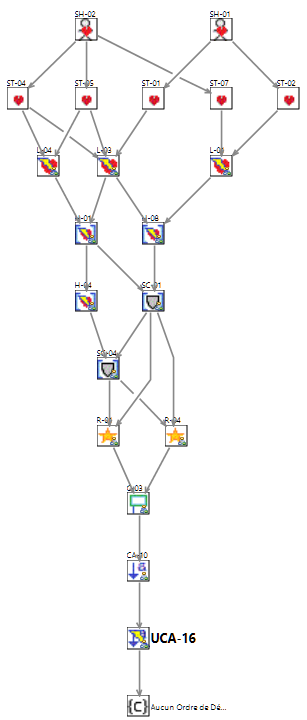 SH-02 SH-01
ST-04 ST-05 ST-01 ST-07 ST-02
L-04 L-03
H-01 H-08
H-04 SC-01
SC-04
R-04
CA-10
UCA-16
{C} Aucun Ordre de Dé...